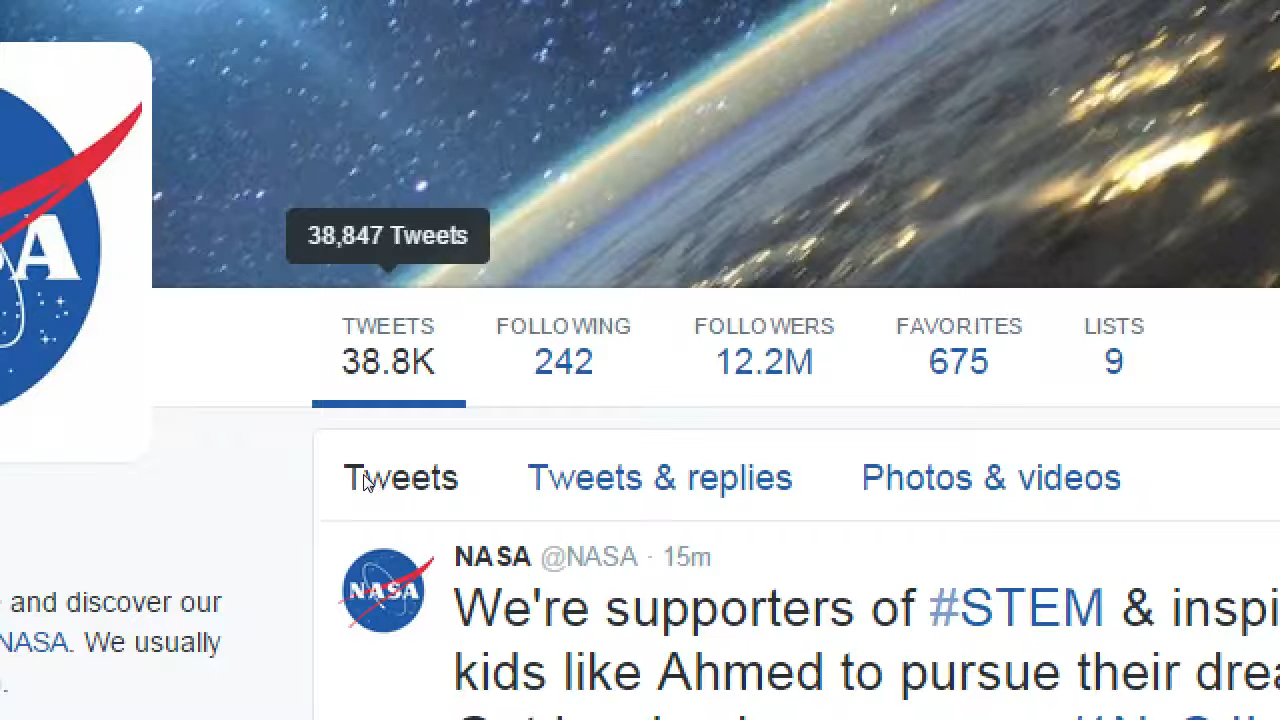 38,847 Tweets
TWEETS FOLLOWING FOLLOWERS FAVORITES LISTS
38.8K 242 12.2M 675 9
Tweets Tweets & replies Photos & videos
NASA @NASA · 15m
NASA
We're supporters of #STEM & inspi
kids like Ahmed to pursue their drea
and discover our
NASA. We usually